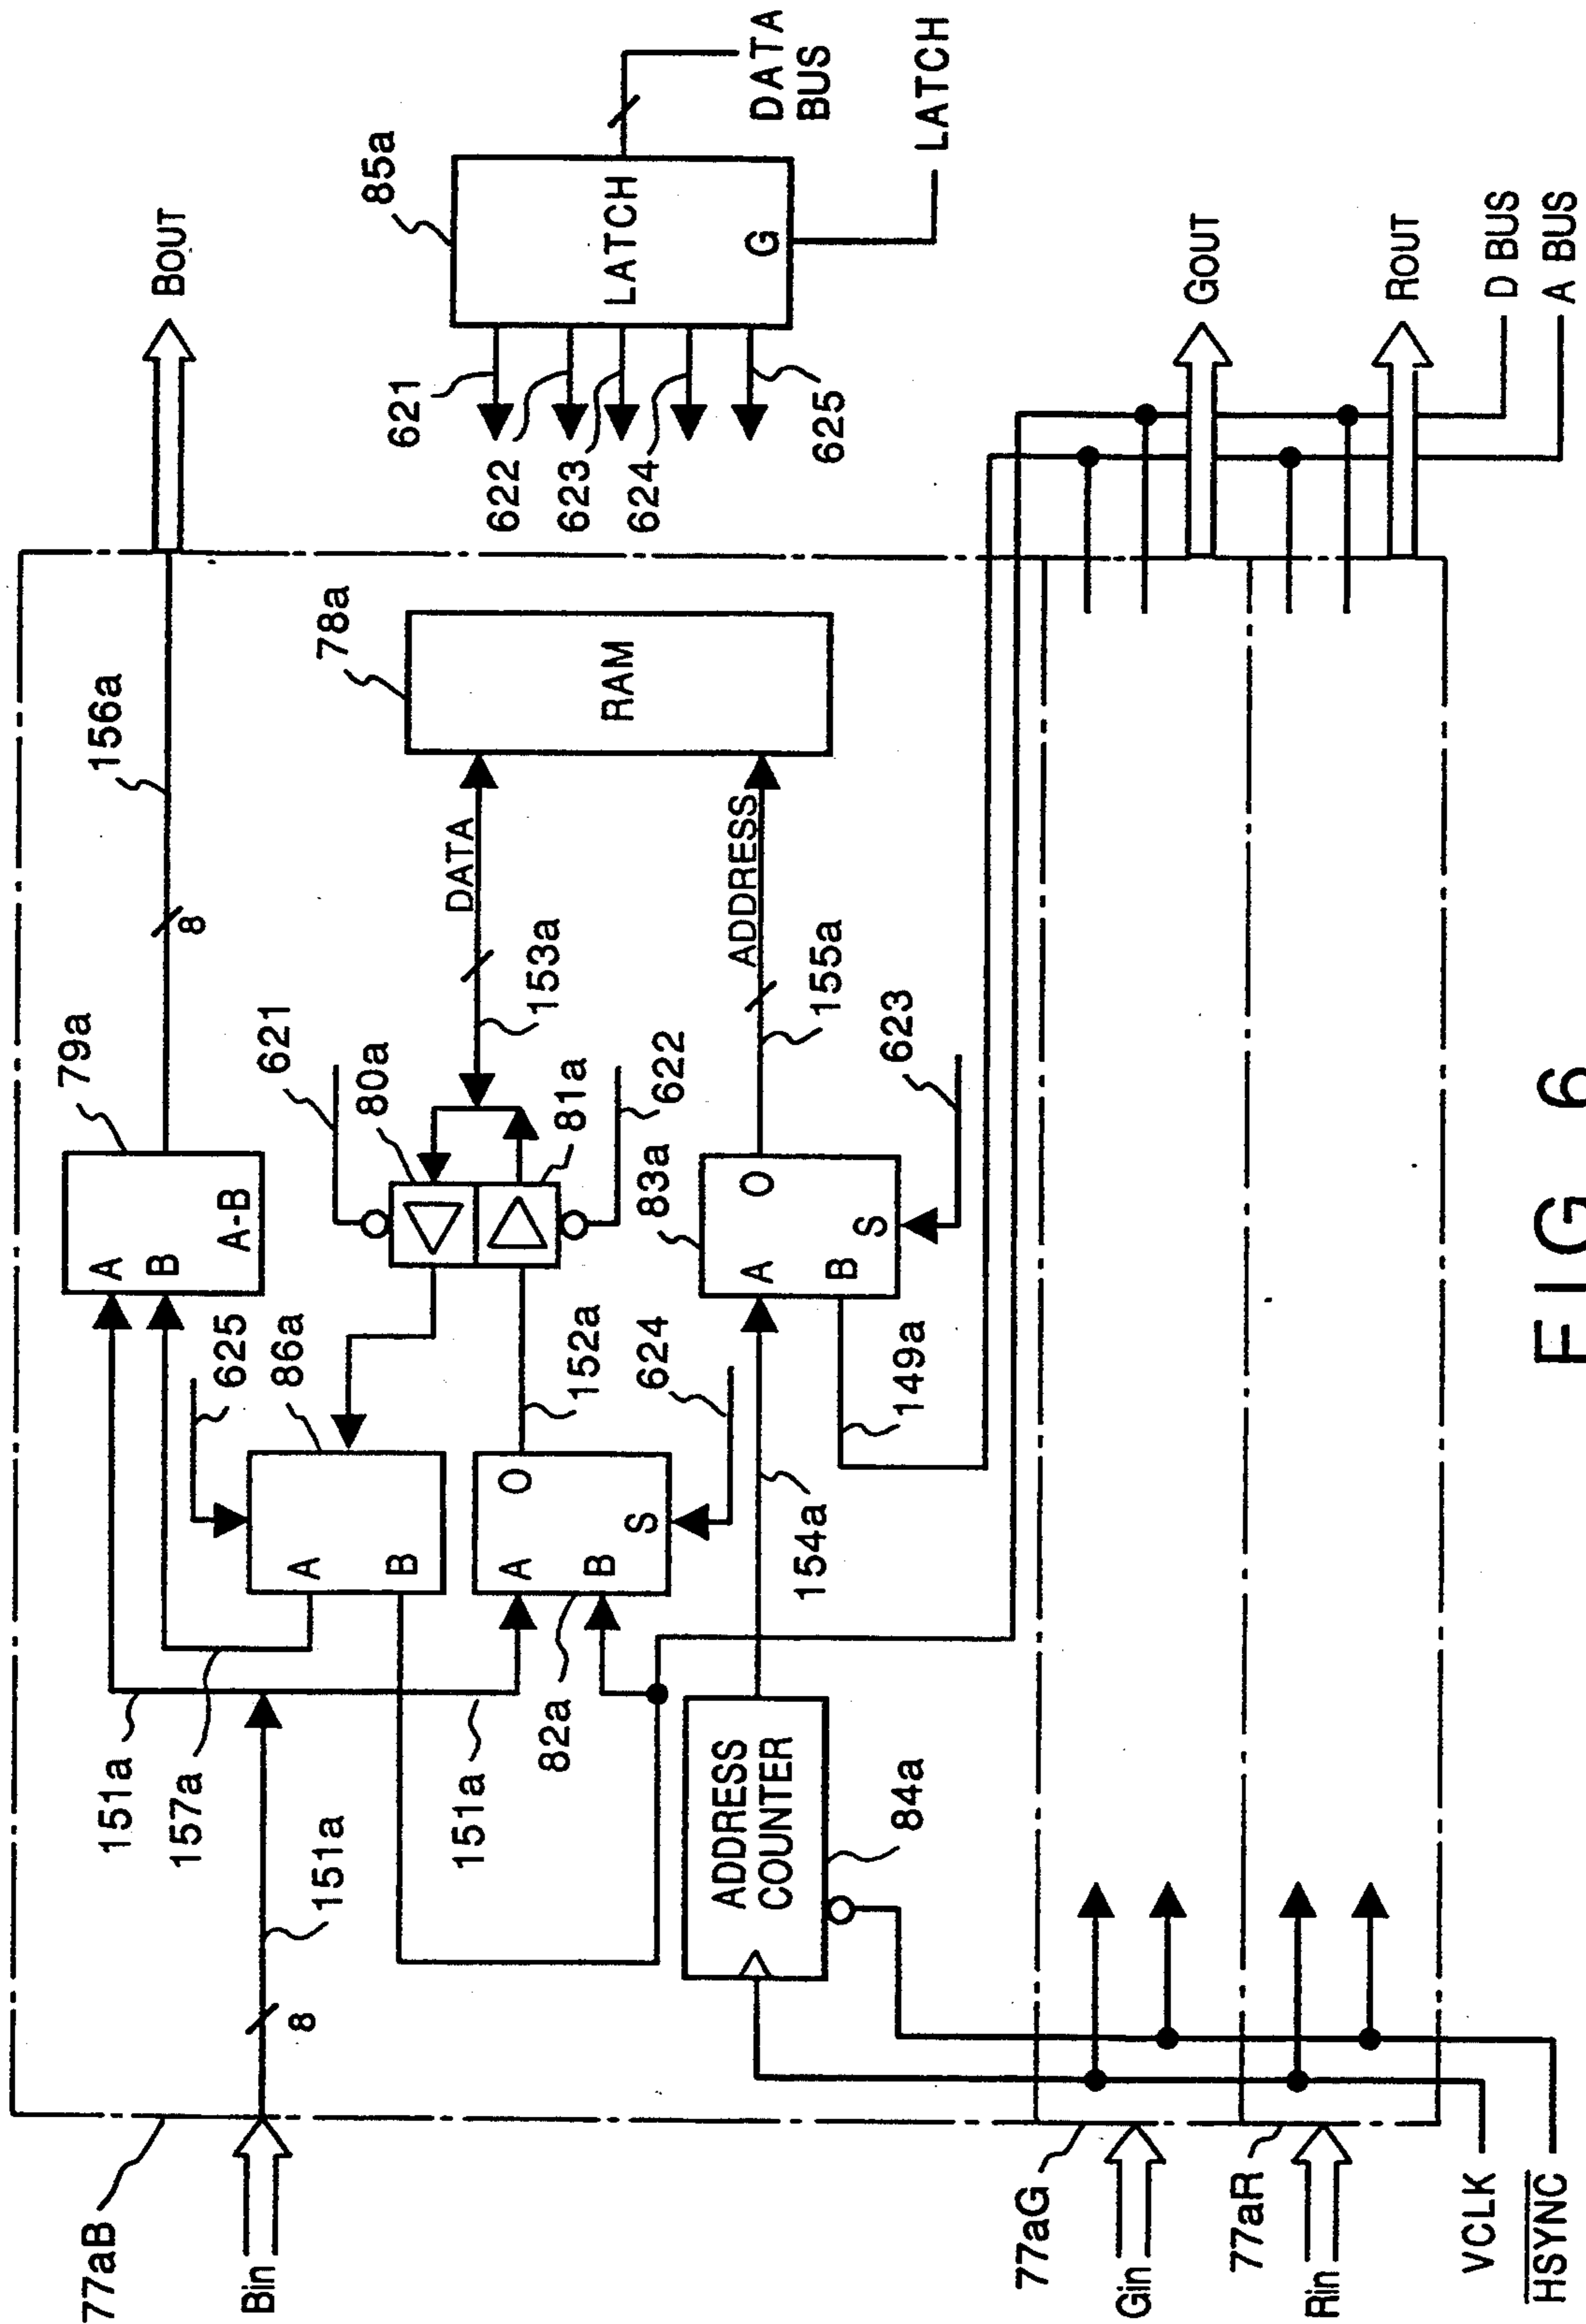 77aB
Bin
151a
8
151a
157a
151a
82a
625
86a
A
B
A
B
O
S
152a
624
79a
A
B
A-B
621
80a
81a
622
8
156a
BOUT
DATA
153a
78a
RAM
ADDRESS
155a
83a
A
B
O
S
623
149a
154a
ADDRESS
COUNTER
84a
85a
LATCH
G
DATA
BUS
LATCH
621
622
623
624
625
77aG
Gin
77aR
Rin
VCLK
HSYNC
GOUT
ROUT
D BUS
A BUS
FIG 6